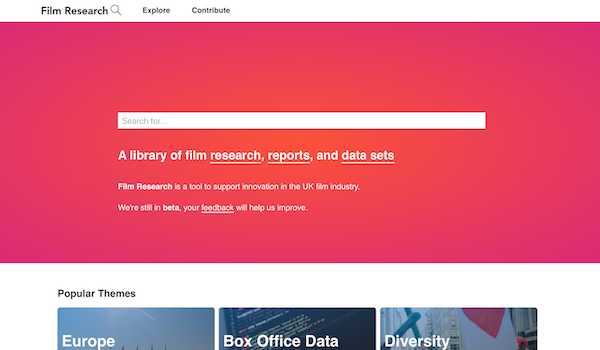 Film Research
Explore
Contribute
Search for...
A library of film research, reports, and data sets
Film Research is a tool to support innovation in the UK film industry.
We're still in beta, your feedback will help us improve.
Popular Themes
Europe
Box Office Data
Diversity